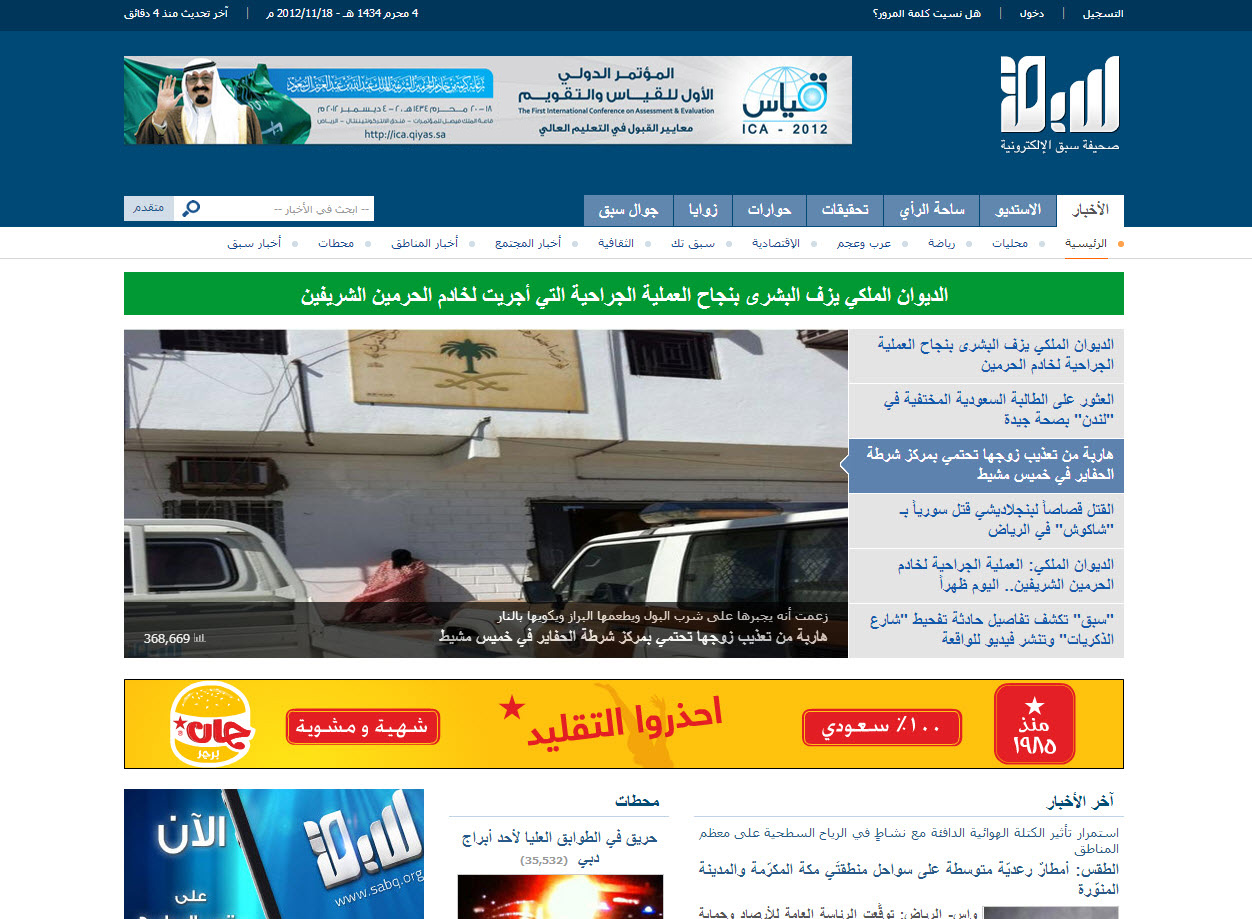 التسجيل
دخول
هل نسيت كلمة المرور؟
4 محرم 1434 هـ - 2012/11/18 م
آخر تحديث منذ 4 دقائق
سبق
صحيفة سبق الإلكترونية
قياس
ICA - 2012
المؤتمر الدولي
الأول للقياس والتقويم
The First International Conference on Assessment & Evaluation
معايير القبول في التعليم العالي
١٨-٢٠ محرم ١٤٣٤هـ ، ٢-٤ ديسمبر ٢٠١٢م
قاعة الملك فيصل للمؤتمرات - فندق الانتركونتيننتال - الرياض
http://ica.qiyas.sa
الأخبار
الاستديو
ساحة الرأي
تحقيقات
حوارات
زوايا
جوال سبق
-- ابحث في الأخبار --
متقدم
الرئيسية
محليات
رياضة
عرب وعجم
الإقتصادية
سبق تك
الثقافية
أخبار المجتمع
أخبار المناطق
محطات
أخبار سبق
الديوان الملكي يزف البشرى بنجاح العملية الجراحية التي أجريت لخادم الحرمين الشريفين
الديوان الملكي يزف البشرى بنجاح العملية
الجراحية لخادم الحرمين
العثور على الطالبة السعودية المختفية في
"لندن" بصحة جيدة
هاربة من تعذيب زوجها تحتمي بمركز شرطة
الحفاير في خميس مشيط
القتل قصاصاً لبنجلاديشي قتل سورياً بـ
"شاكوش" في الرياض
الديوان الملكي: العملية الجراحية لخادم
الحرمين الشريفين.. اليوم ظهراً
"سبق" تكشف تفاصيل حادثة تفحيط "شارع
الذكريات" وتنشر فيديو للواقعة
زعمت أنه يجبرها على شرب البول ويطعمها البراز ويكويها بالنار
هاربة من تعذيب زوجها تحتمي بمركز شرطة الحفاير في خميس مشيط
368,669
منذ
١٩٨٥
١٠٠٪ سعودي
احذروا التقليد
شهية و مشوية
جان
برجر
آخر الأخبار
استمرار تأثير الكتلة الهوائية الدافئة مع نشاطٍ في الرياح السطحية على معظم
المناطق
الطقس: أمطارٌ رعديّة متوسطة على سواحل منطقتَي مكة المكرّمة والمدينة
المنوّرة
واس- الرياض: توقَّعت الرئاسة العامة للأرصاد وحماية
محطات
حريق في الطوابق العليا لأحد أبراج
دبي (35,532)
سبق
www.sabq.org
الآن
على